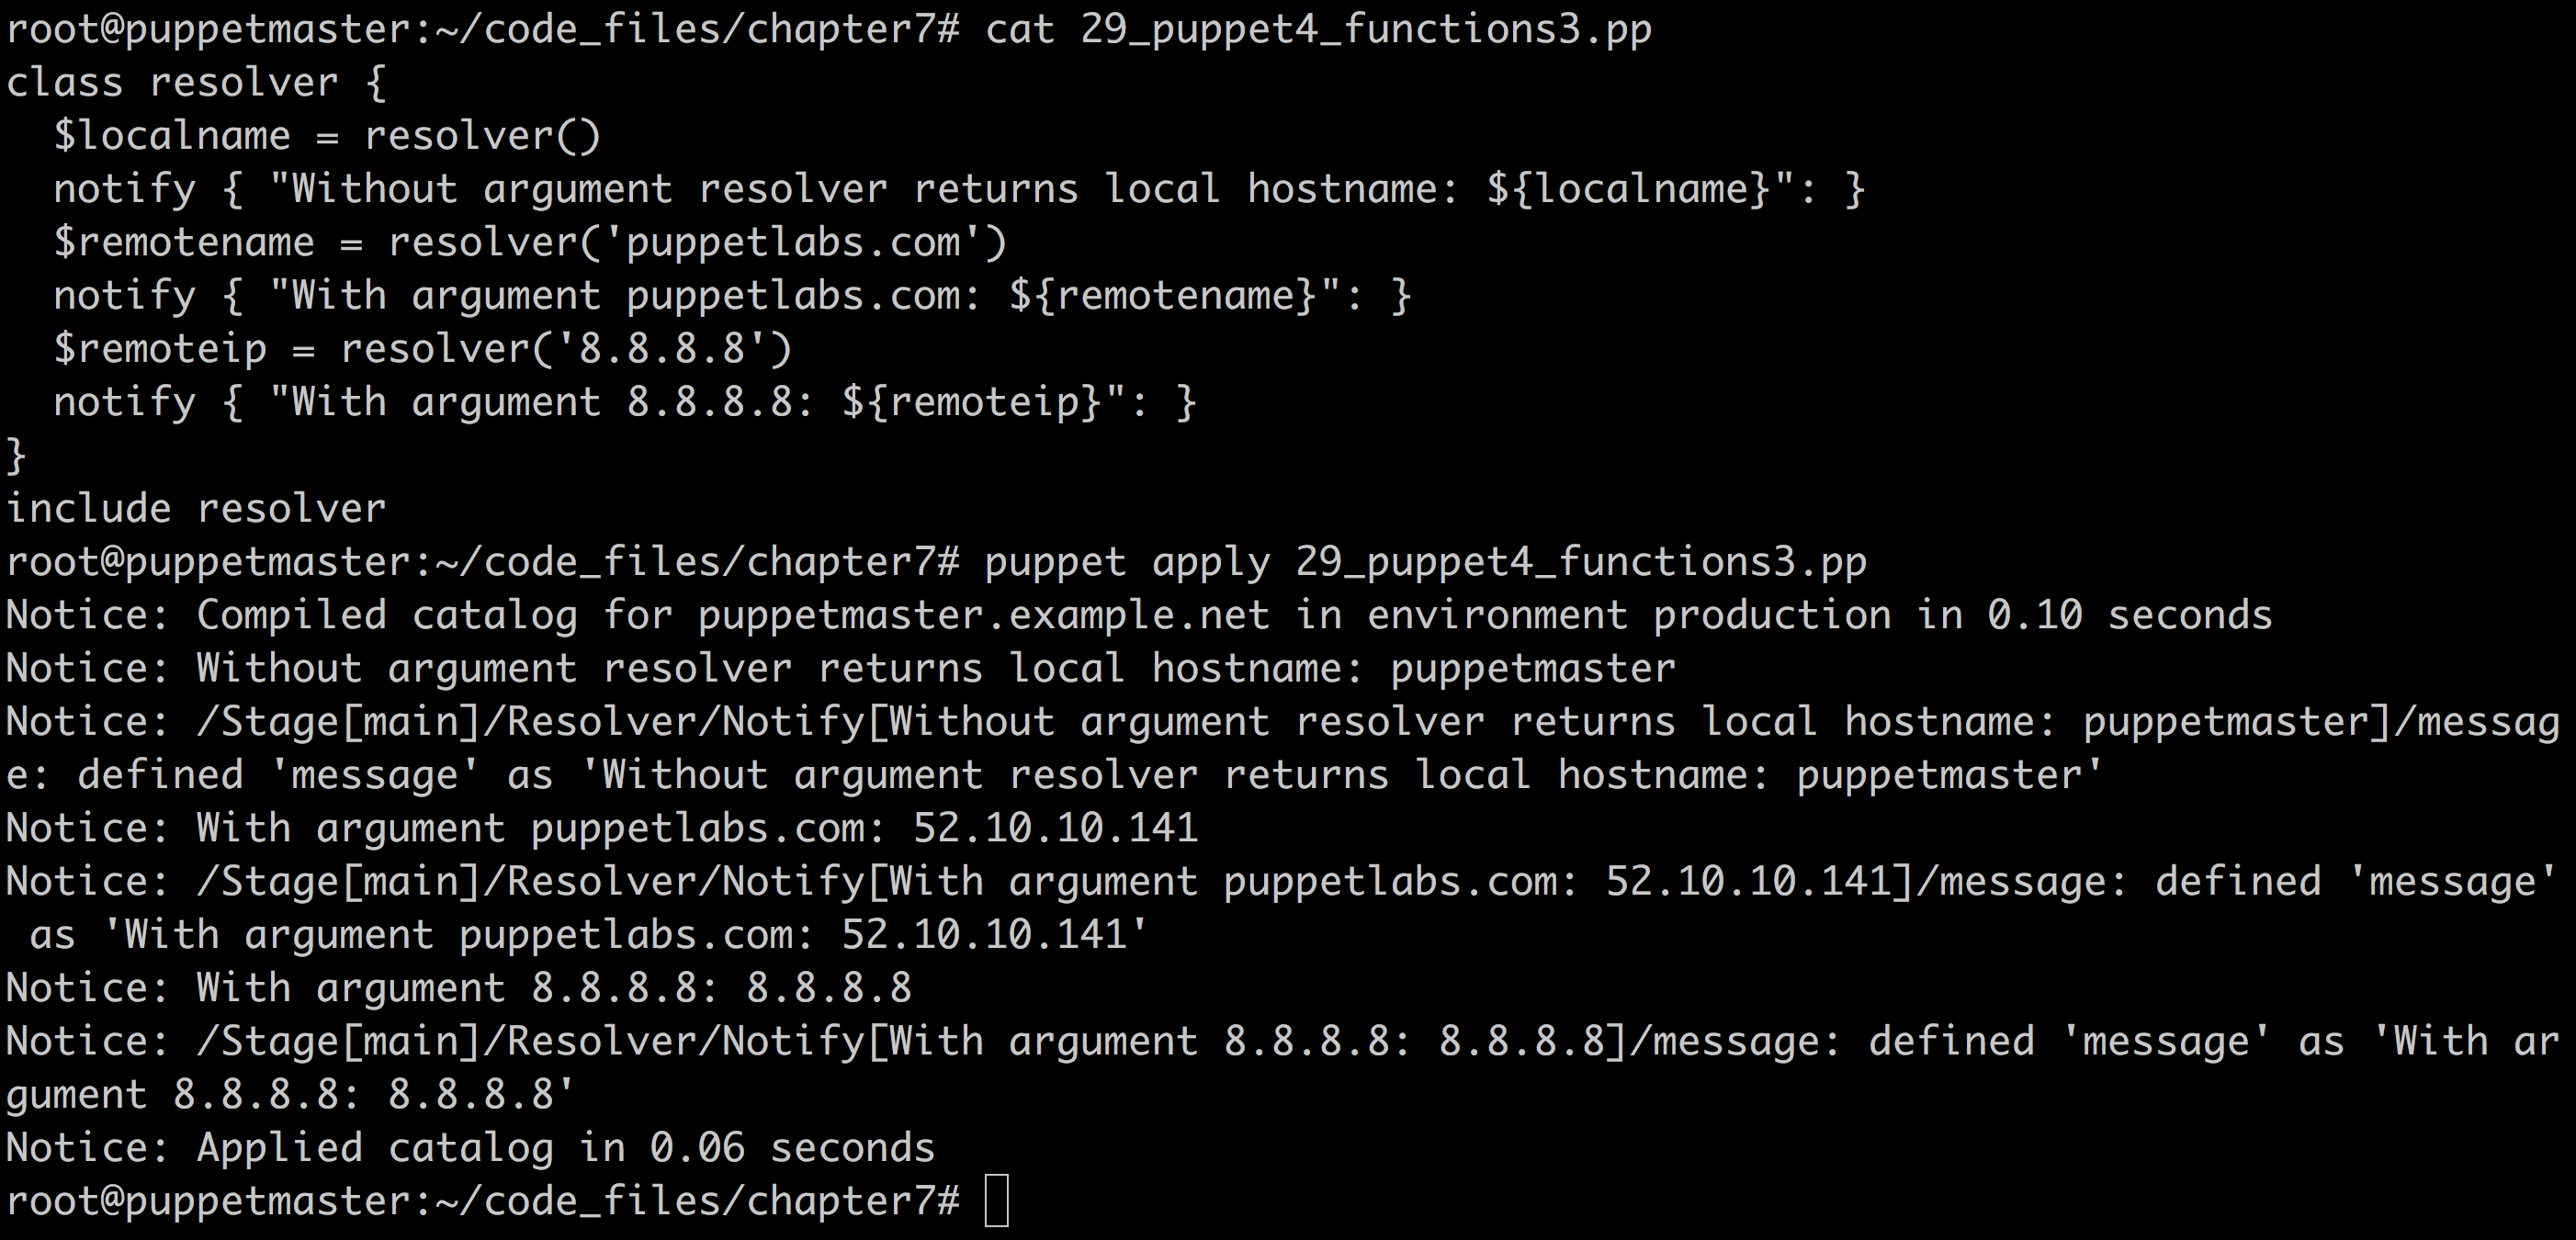 root@puppetmaster:~/code_files/chapter7# cat 29_puppet4_functions3.pp
class resolver {
  $localname = resolver()
  notify { "Without argument resolver returns local hostname: ${localname}": }
  $remotename = resolver('puppetlabs.com')
  notify { "With argument puppetlabs.com: ${remotename}": }
  $remoteip = resolver('8.8.8.8')
  notify { "With argument 8.8.8.8: ${remoteip}": }
}
include resolver
root@puppetmaster:~/code_files/chapter7# puppet apply 29_puppet4_functions3.pp
Notice: Compiled catalog for puppetmaster.example.net in environment production in 0.10 seconds
Notice: Without argument resolver returns local hostname: puppetmaster
Notice: /Stage[main]/Resolver/Notify[Without argument resolver returns local hostname: puppetmaster]/messag
e: defined 'message' as 'Without argument resolver returns local hostname: puppetmaster'
Notice: With argument puppetlabs.com: 52.10.10.141
Notice: /Stage[main]/Resolver/Notify[With argument puppetlabs.com: 52.10.10.141]/message: defined 'message'
 as 'With argument puppetlabs.com: 52.10.10.141'
Notice: With argument 8.8.8.8: 8.8.8.8
Notice: /Stage[main]/Resolver/Notify[With argument 8.8.8.8: 8.8.8.8]/message: defined 'message' as 'With ar
gument 8.8.8.8: 8.8.8.8'
Notice: Applied catalog in 0.06 seconds
root@puppetmaster:~/code_files/chapter7#